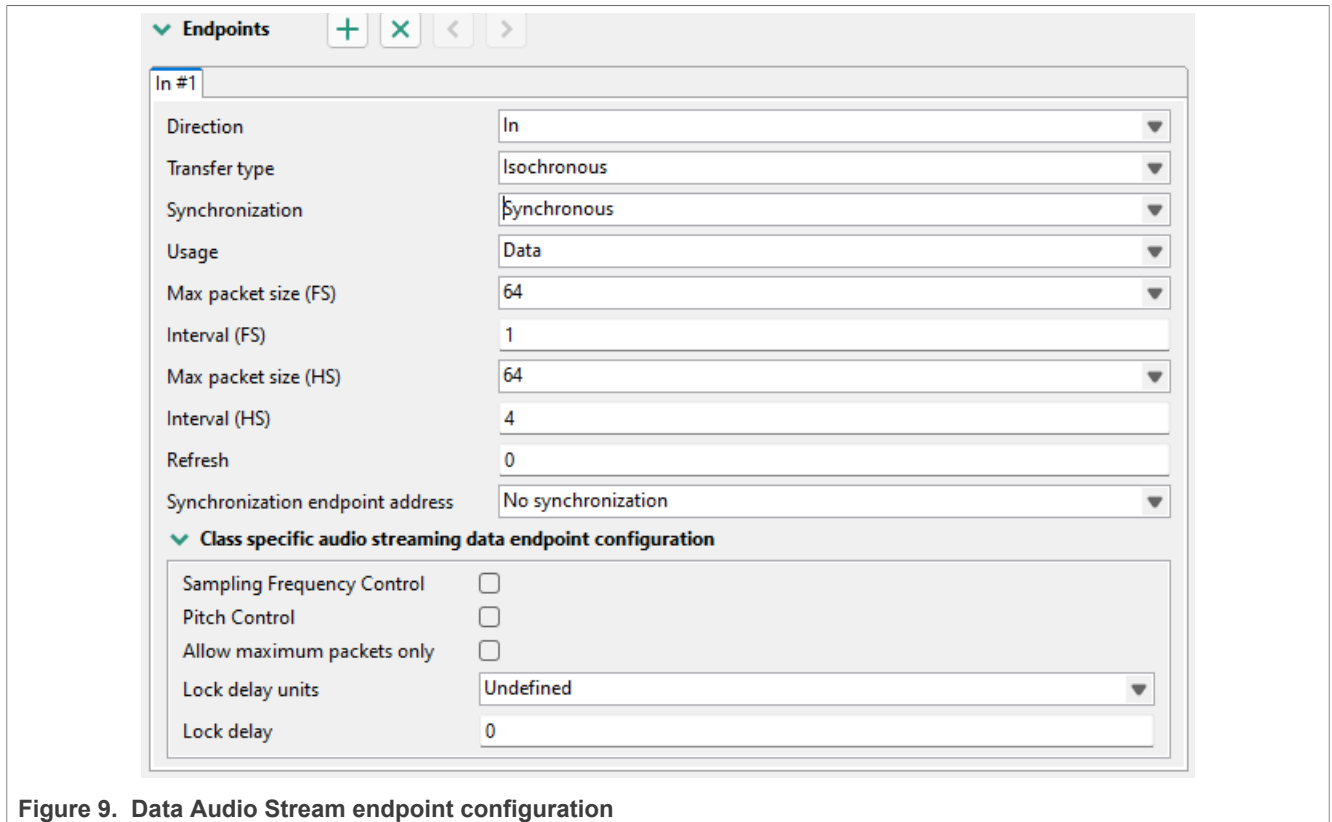 Endpoints
In #1
Direction In
Transfer type Isochronous
Synchronization Synchronous
Usage Data
Max packet size (FS) 64
Interval (FS) 1
Max packet size (HS) 64
Interval (HS) 4
Refresh 0
Synchronization endpoint address No synchronization
Class specific audio streaming data endpoint configuration
Sampling Frequency Control
Pitch Control
Allow maximum packets only
Lock delay units Undefined
Lock delay 0
Figure 9. Data Audio Stream endpoint configuration